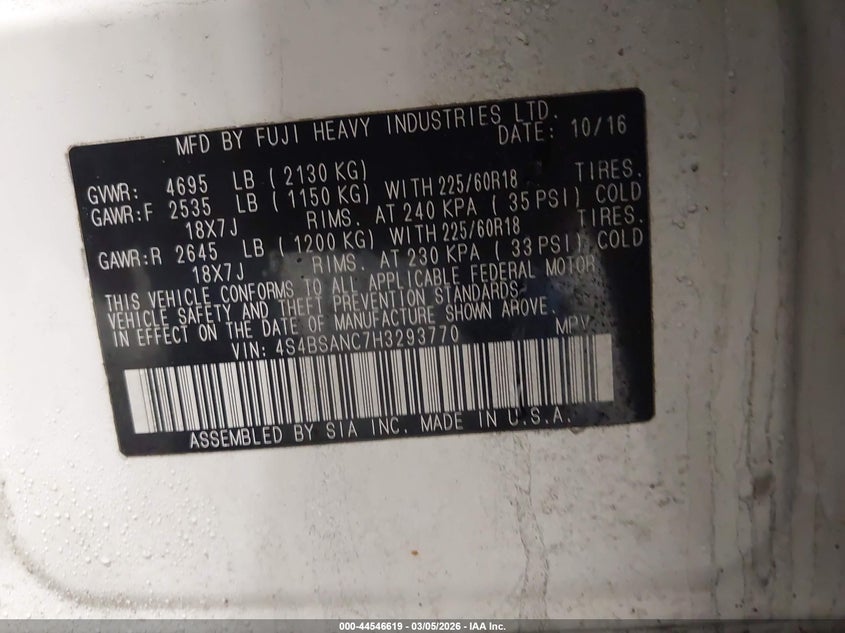 MFD BY FUJI HEAVY INDUSTRIES LTD.
DATE: 10/16
GVWR: 4695 LB ( 2130 KG)
GAWR:F 2535 LB ( 1150 KG) WITH 225/60R18 TIRES.
18X7J RIMS. AT 240 KPA ( 35 PSI) COLD
GAWR:R 2645 LB ( 1200 KG) WITH 225/60R18 TIRES.
18X7J RIMS. AT 230 KPA ( 33 PSI) COLD
THIS VEHICLE CONFORMS TO ALL APPLICABLE FEDERAL MOTOR
VEHICLE SAFETY AND THEFT PREVENTION STANDARDS
IN EFFECT ON THE DATE OF MANUFACTURE SHOWN ABOVE.
VIN: 4S4BSANC7H3293770 MPV
ASSEMBLED BY SIA INC. MADE IN U.S.A.
000-44546619 - 03/05/2026 - IAA Inc.